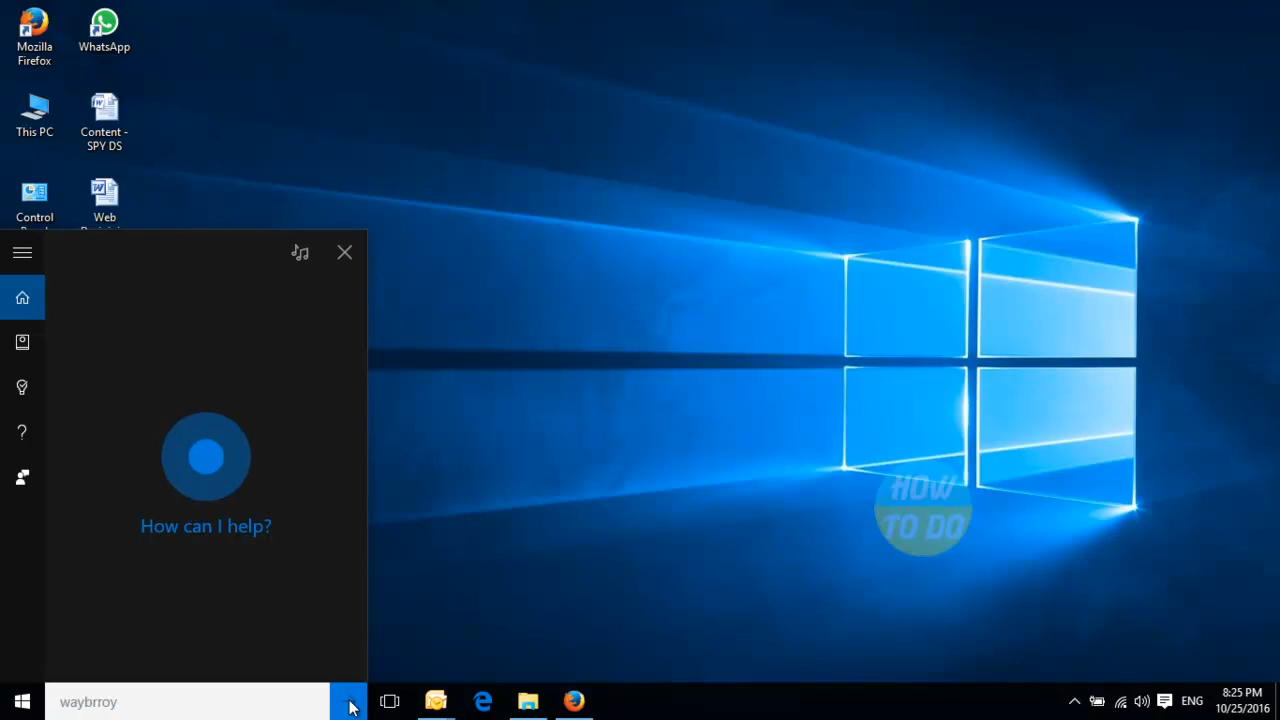 Mozilla
Firefox
WhatsApp
This PC
Content -
SPY DS
Control
Web
How can I help?
waybrroy
HOW
TO DO
ENG
8:25 PM
10/25/2016